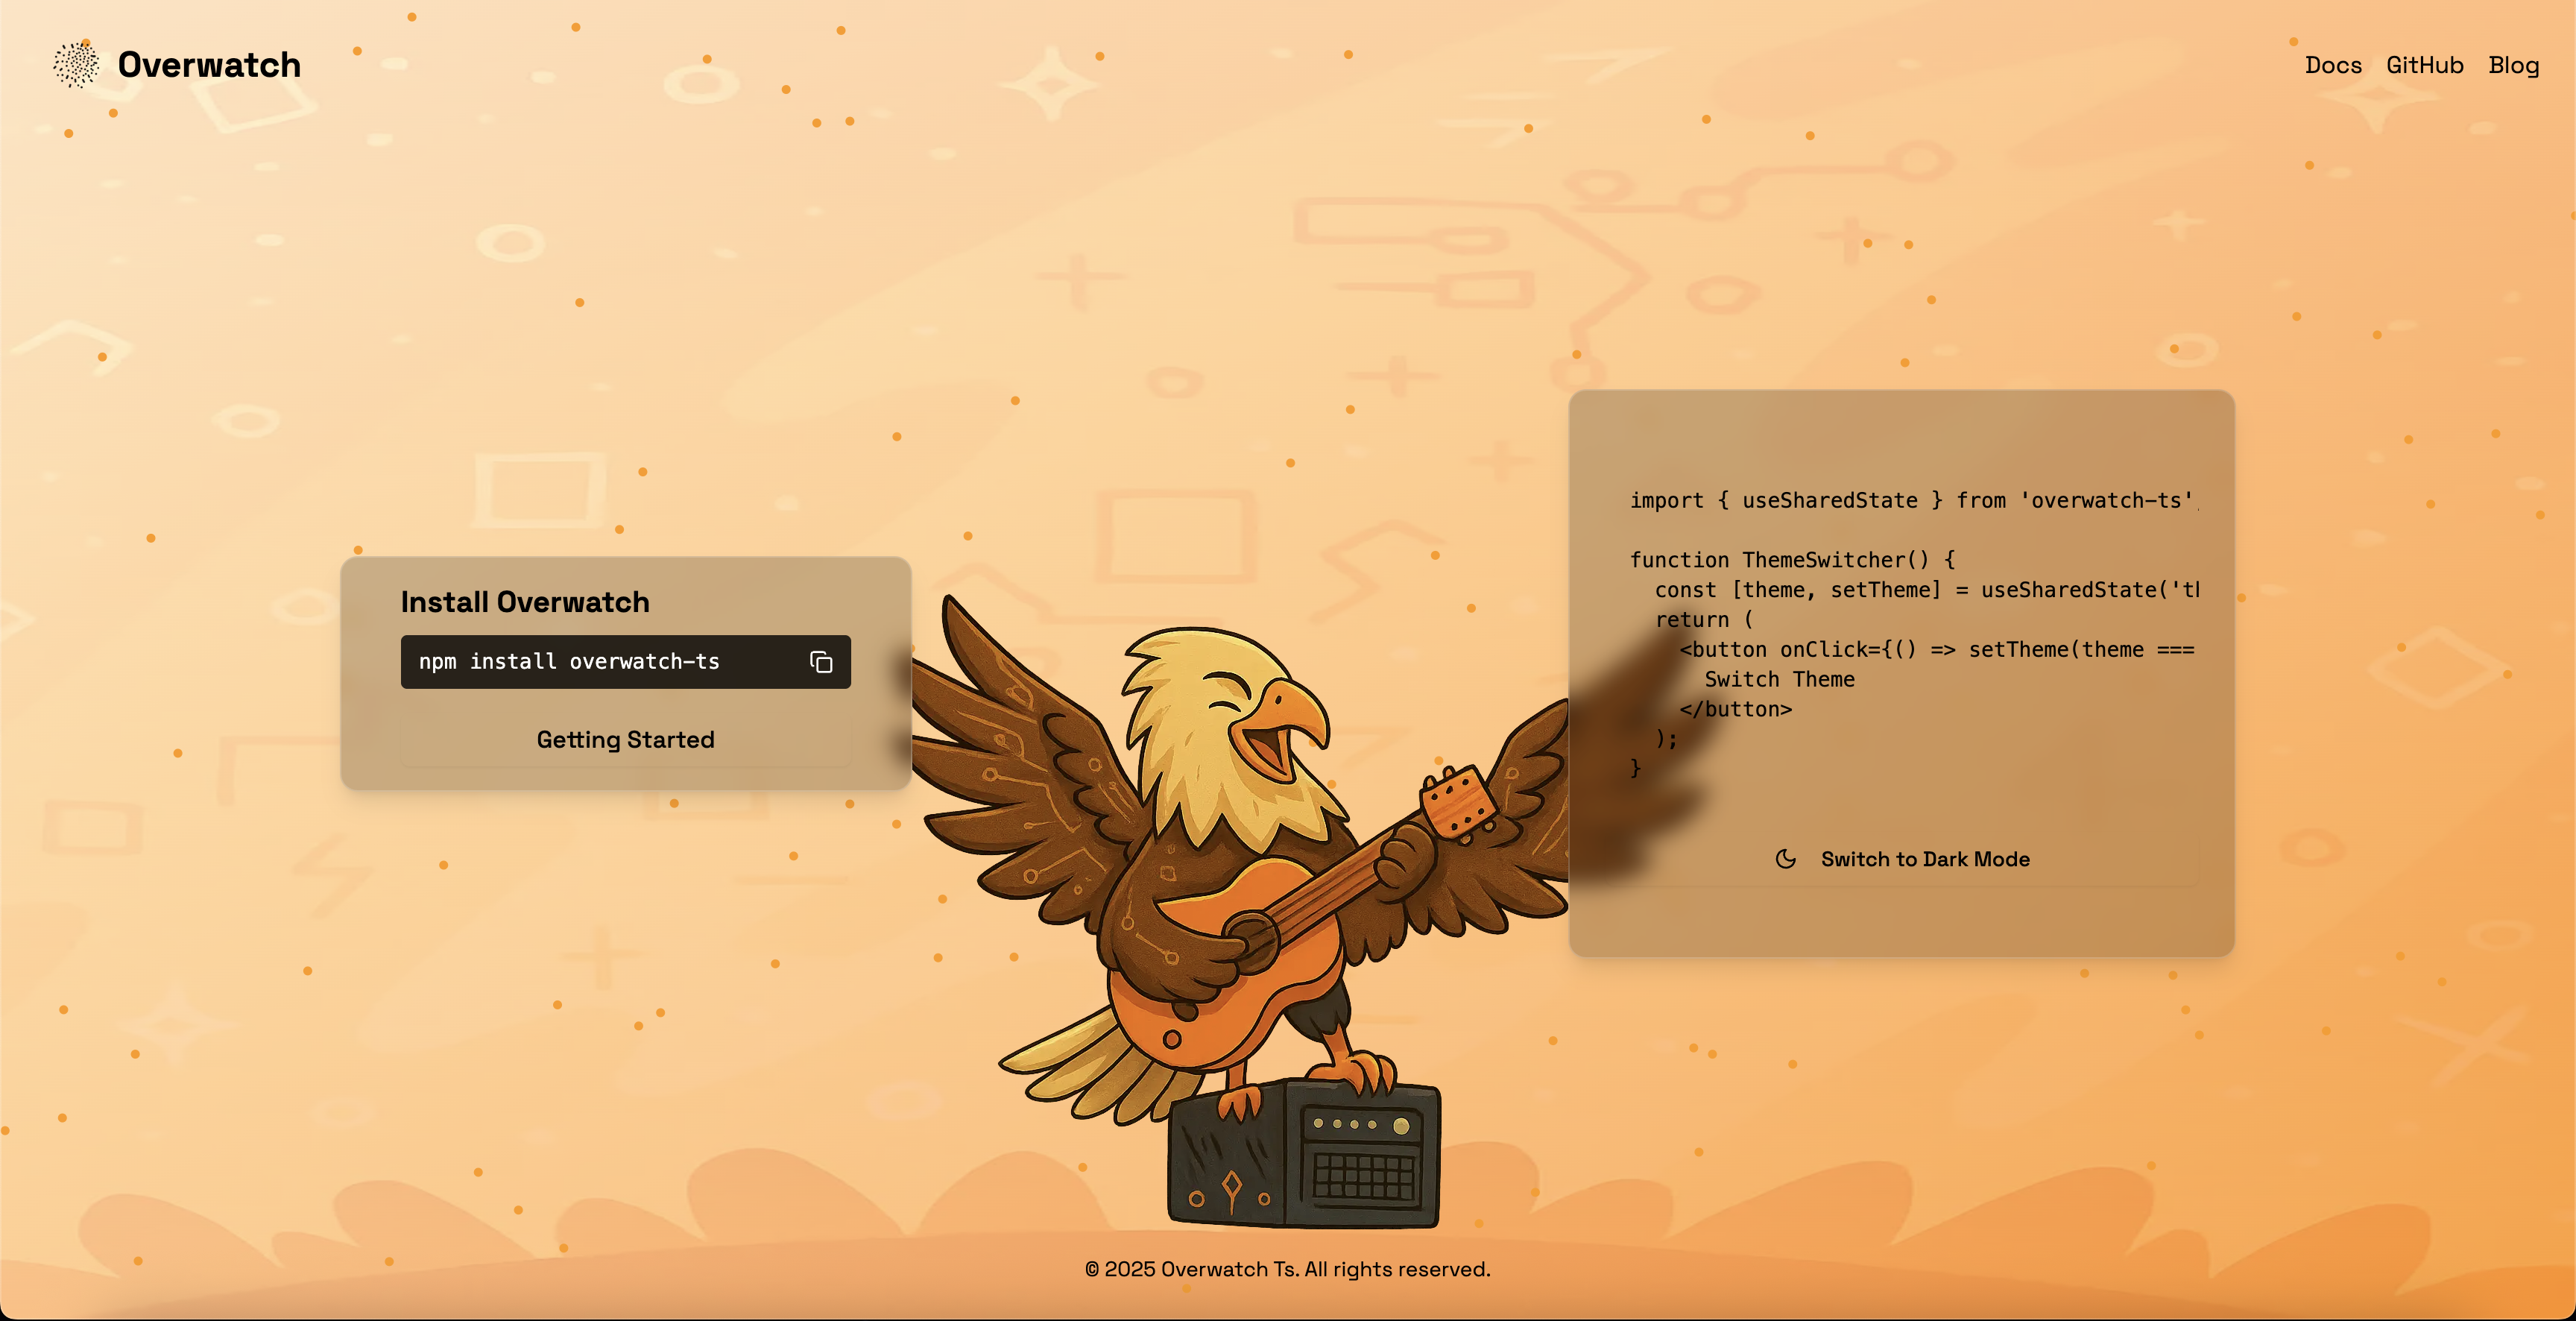 Overwatch
Docs GitHub Blog
Install Overwatch
npm install overwatch-ts
Getting Started
import { useSharedState } from 'overwatch-ts'
function ThemeSwitcher() {
  const [theme, setTheme] = useSharedState('th
  return (
    <button onClick={() => setTheme(theme ===
      Switch Theme
    </button>
  );
}
Switch to Dark Mode
© 2025 Overwatch Ts. All rights reserved.